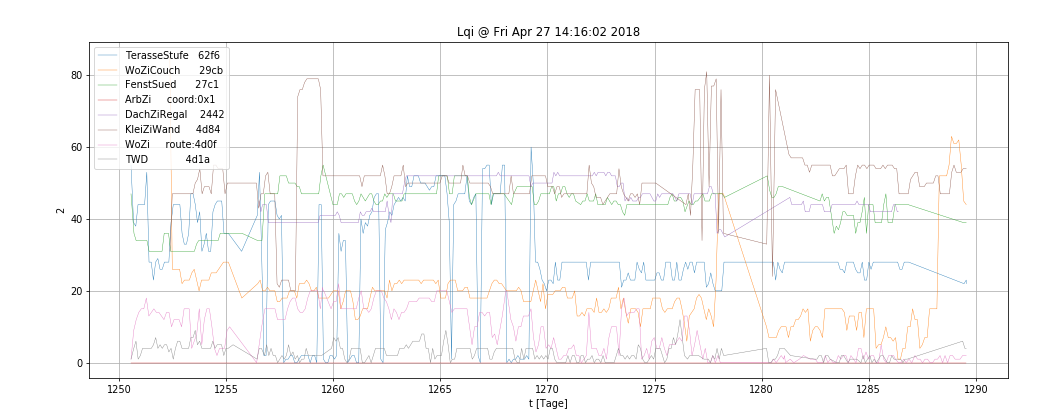 Lqi @ Fri Apr 27 14:16:02 2018
TerasseStufe 62f6
WoZiCouch 29cb
FenstSued 27c1
ArbZi coord:0x1
DachZiRegal 2442
KleiZiWand 4d84
WoZi route:4d0f
TWD 4d1a
80
60
40
20
0
2
1250 1255 1260 1265 1270 1275 1280 1285 1290
t [Tage]